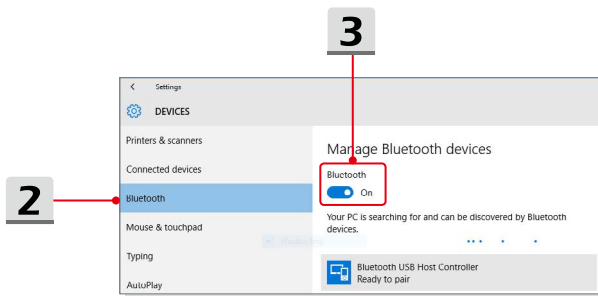 3
Settings
DEVICES
Printers & scanners
Connected devices
2
Bluetooth
Mouse & touchpad
Typing
AutoPlay
Manage Bluetooth devices
Bluetooth
On
Your PC is searching for and can be discovered by Bluetooth
devices.
Bluetooth USB Host Controller
Ready to pair